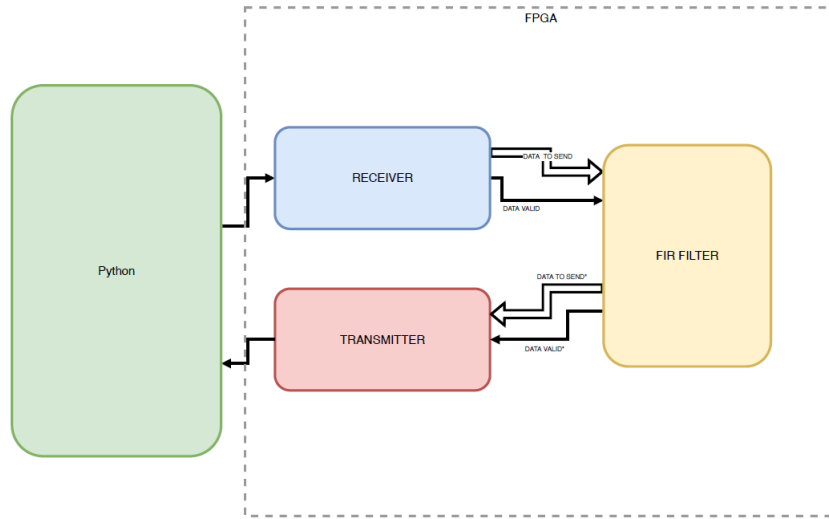 FPGA
Python
RECEIVER
DATA TO SEND
DATA VALID
FIR FILTER
DATA TO SEND*
TRANSMITTER
DATA VALID*